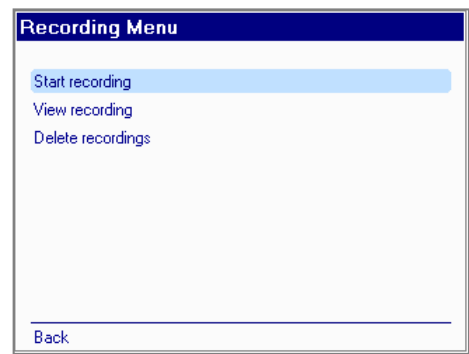 Recording Menu
Start recording
View recording
Delete recordings
Back